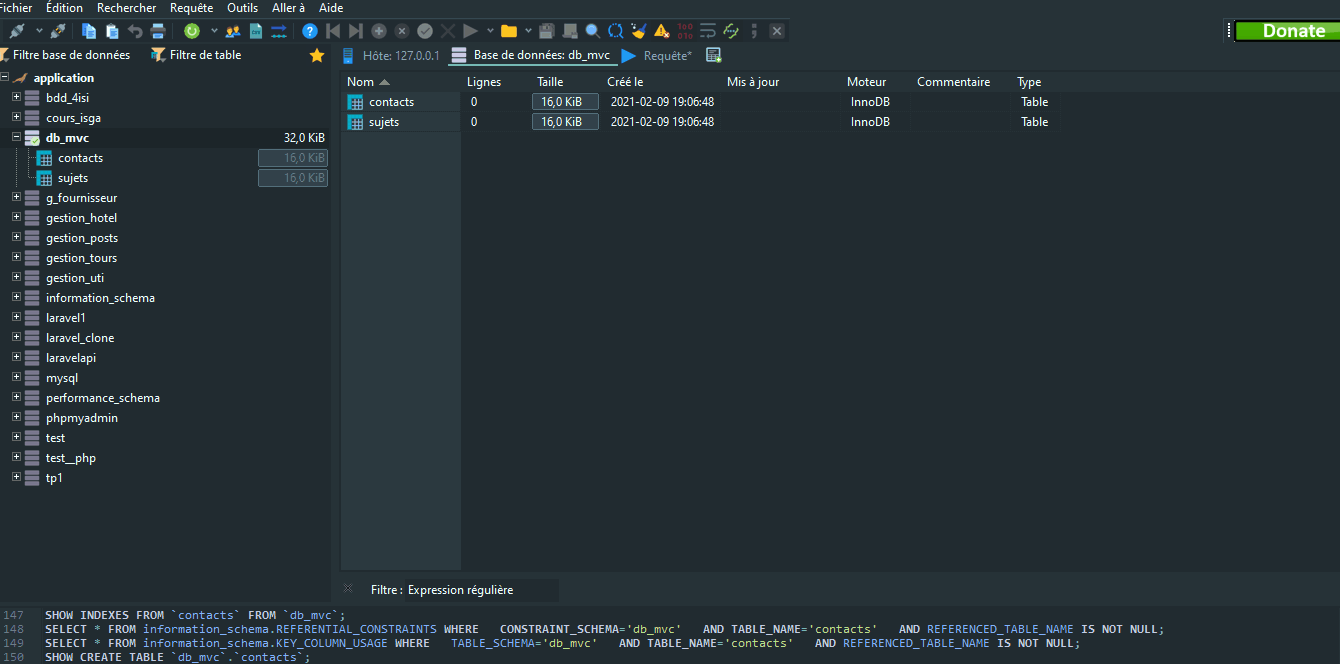 Fichier Édition Rechercher Requête Outils Aller à Aide
Donate
Filtre base de données Filtre de table
Hôte: 127.0.0.1 Base de données: db_mvc Requête*
application
bdd_4isi
cours_isga
db_mvc 32,0 KiB
contacts 16,0 KiB
sujets 16,0 KiB
g_fournisseur
gestion_hotel
gestion_posts
gestion_tours
gestion_uti
information_schema
laravel1
laravel_clone
laravelapi
mysql
performance_schema
phpmyadmin
test
test__php
tp1
Nom Lignes Taille Créé le Mis à jour Moteur Commentaire Type
contacts 0 16,0 KiB 2021-02-09 19:06:48 InnoDB Table
sujets 0 16,0 KiB 2021-02-09 19:06:48 InnoDB Table
Filtre : Expression régulière
147 SHOW INDEXES FROM `contacts` FROM `db_mvc`;
148 SELECT * FROM information_schema.REFERENTIAL_CONSTRAINTS WHERE CONSTRAINT_SCHEMA='db_mvc' AND TABLE_NAME='contacts' AND REFERENCED_TABLE_NAME IS NOT NULL;
149 SELECT * FROM information_schema.KEY_COLUMN_USAGE WHERE TABLE_SCHEMA='db_mvc' AND TABLE_NAME='contacts' AND REFERENCED_TABLE_NAME IS NOT NULL;
150 SHOW CREATE TABLE `db_mvc`.`contacts`;